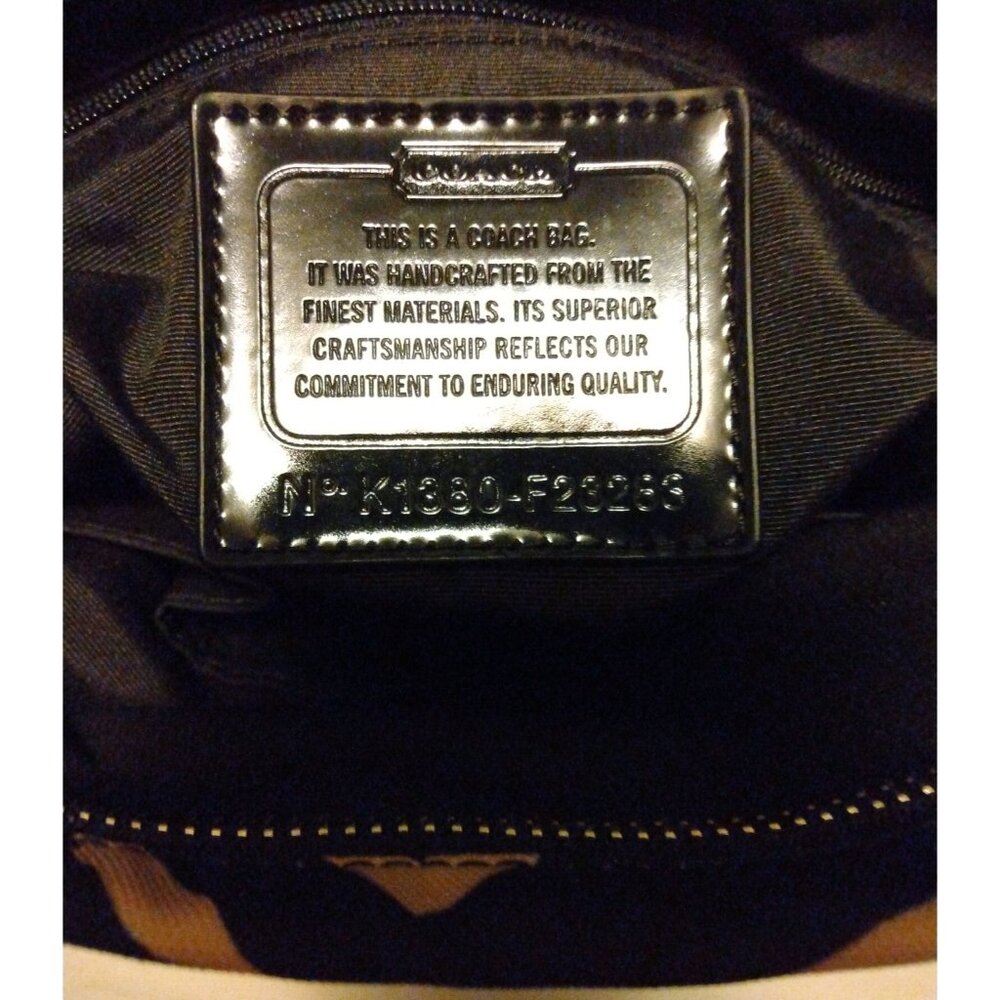 COACH
THIS IS A COACH BAG.
IT WAS HANDCRAFTED FROM THE
FINEST MATERIALS. ITS SUPERIOR
CRAFTSMANSHIP REFLECTS OUR
COMMITMENT TO ENDURING QUALITY.
Nº. K1380-F23263